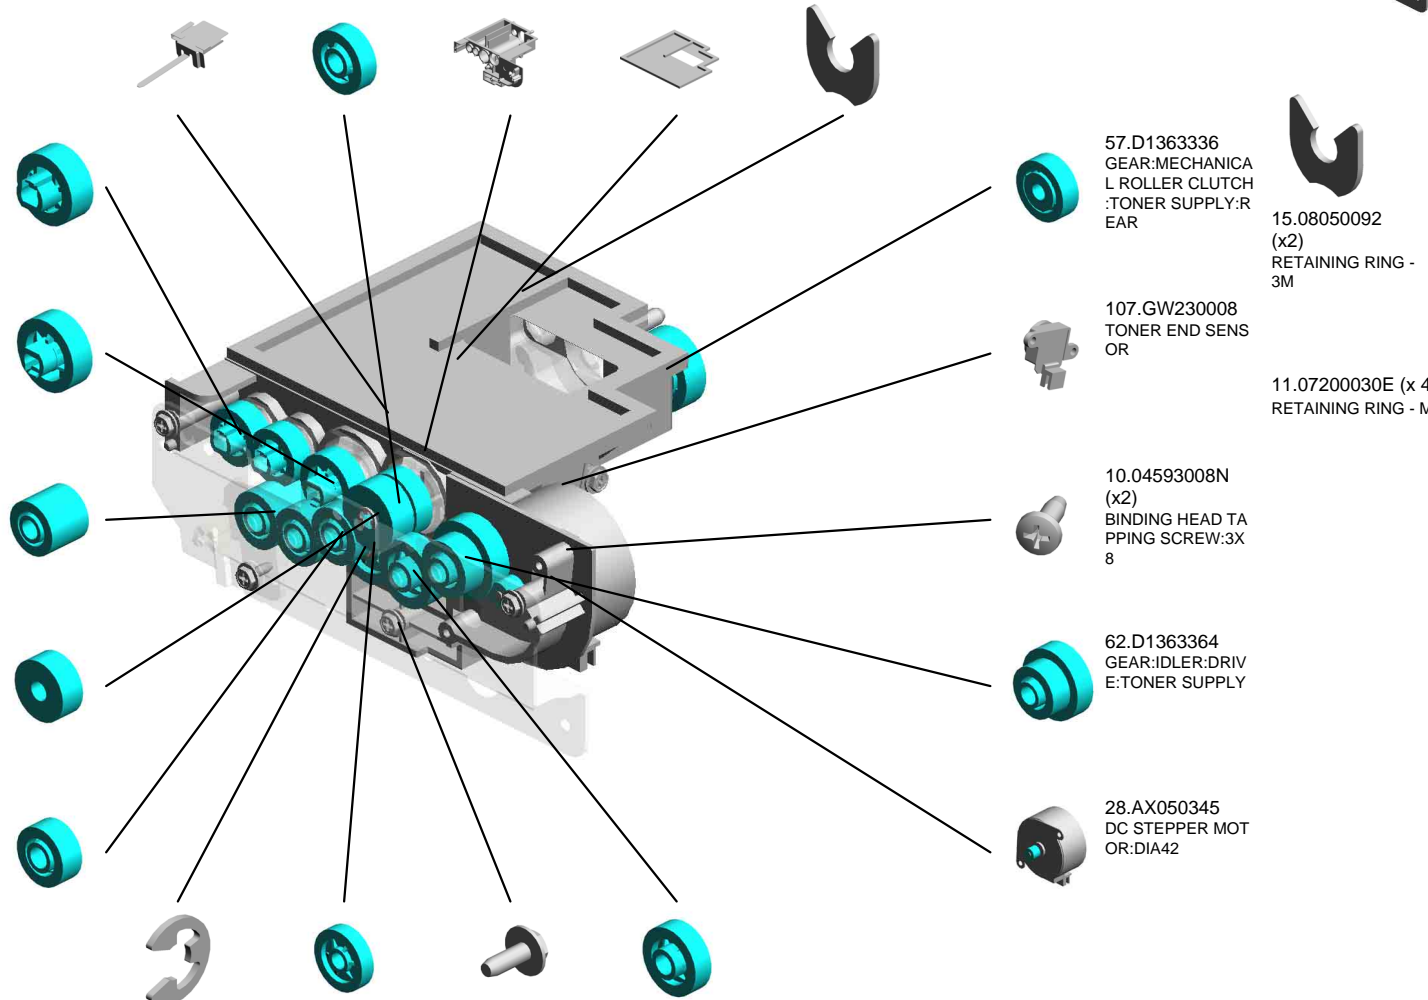 57.D1363336
GEAR:MECHANICA
L ROLLER CLUTCH
:TONER SUPPLY:R
EAR
15.08050092
(x2)
RETAINING RING -
3M
107.GW230008
TONER END SENS
OR
11.07200030E (x 4
RETAINING RING - M
10.04593008N
(x2)
BINDING HEAD TA
PPING SCREW:3X
8
62.D1363364
GEAR:IDLER:DRIV
E:TONER SUPPLY
28.AX050345
DC STEPPER MOT
OR:DIA42